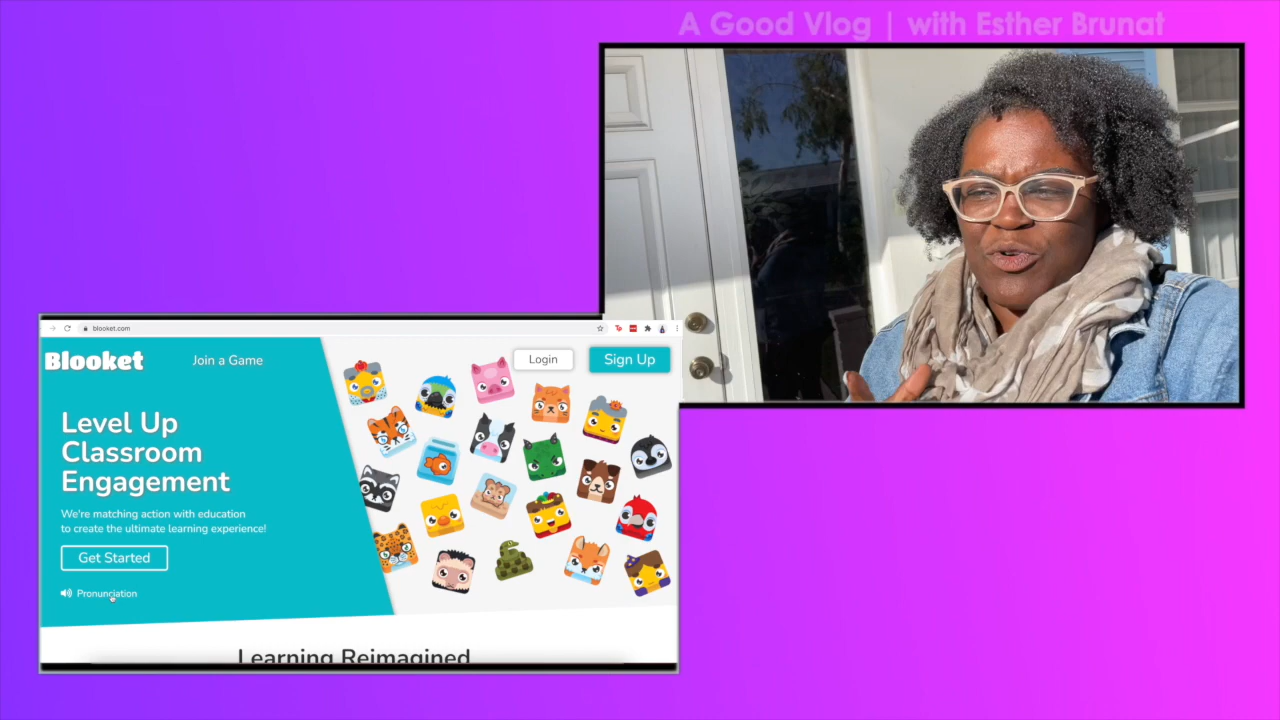 A Good Vlog | with Esther Brunat
blooket.com
Blooket
Join a Game
Login
Sign Up
Level Up
Classroom
Engagement
We're matching action with education
to create the ultimate learning experience!
Get Started
Pronunciation
Learning Reimagined